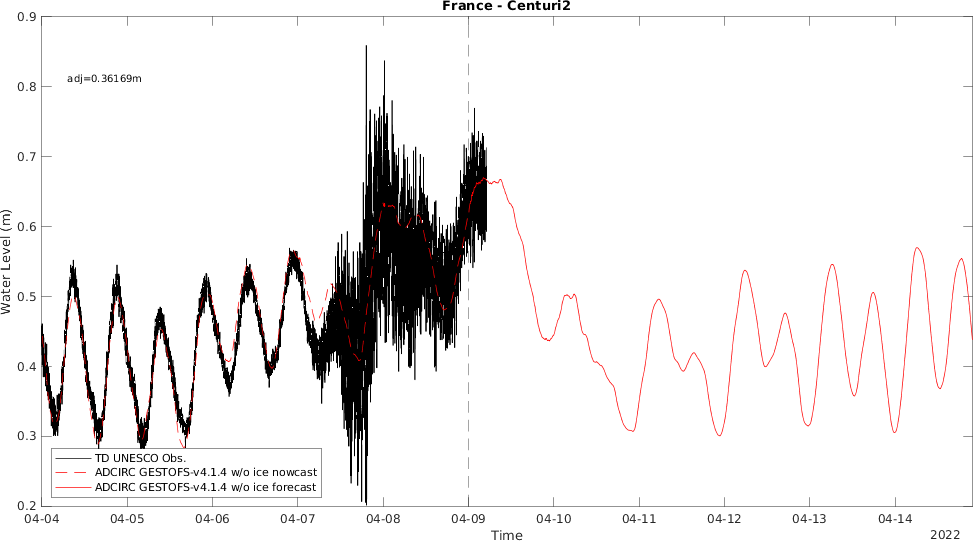 France - Centuri2
0.9
0.8
0.7
0.6
0.5
0.4
0.3
0.2
Water Level (m)
adj=0.36169m
TD UNESCO Obs.
ADCIRC GESTOFS-v4.1.4 w/o ice nowcast
ADCIRC GESTOFS-v4.1.4 w/o ice forecast
04-04 04-05 04-06 04-07 04-08 04-09 04-10 04-11 04-12 04-13 04-14
Time
2022